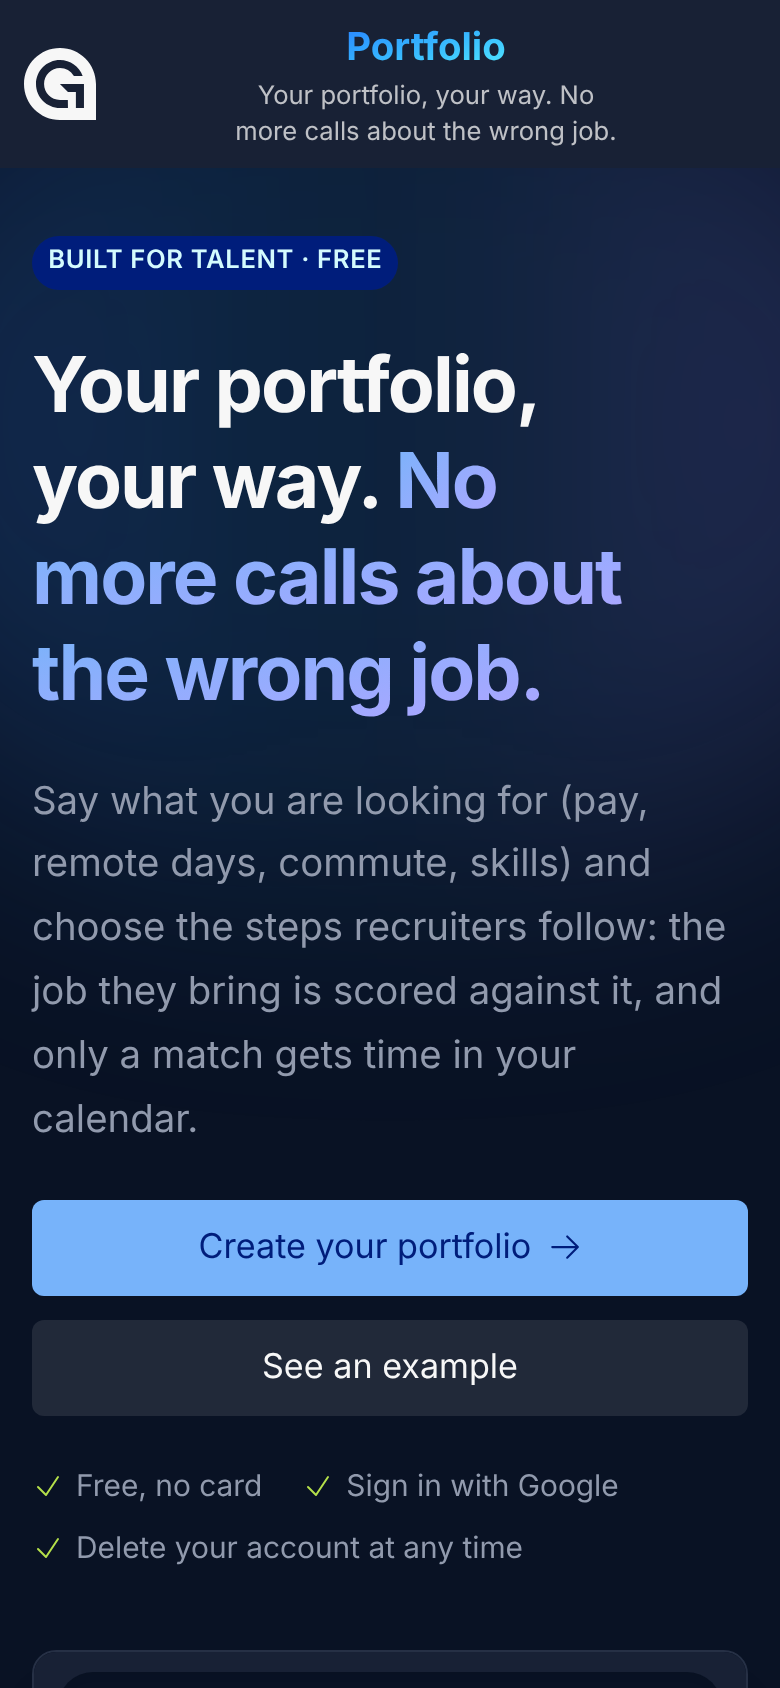 Portfolio
Your portfolio, your way. No
more calls about the wrong job.
BUILT FOR TALENT · FREE
Your portfolio,
your way. No
more calls about
the wrong job.
Say what you are looking for (pay,
remote days, commute, skills) and
choose the steps recruiters follow: the
job they bring is scored against it, and
only a match gets time in your
calendar.
Create your portfolio →
See an example
✓ Free, no card ✓ Sign in with Google
✓ Delete your account at any time